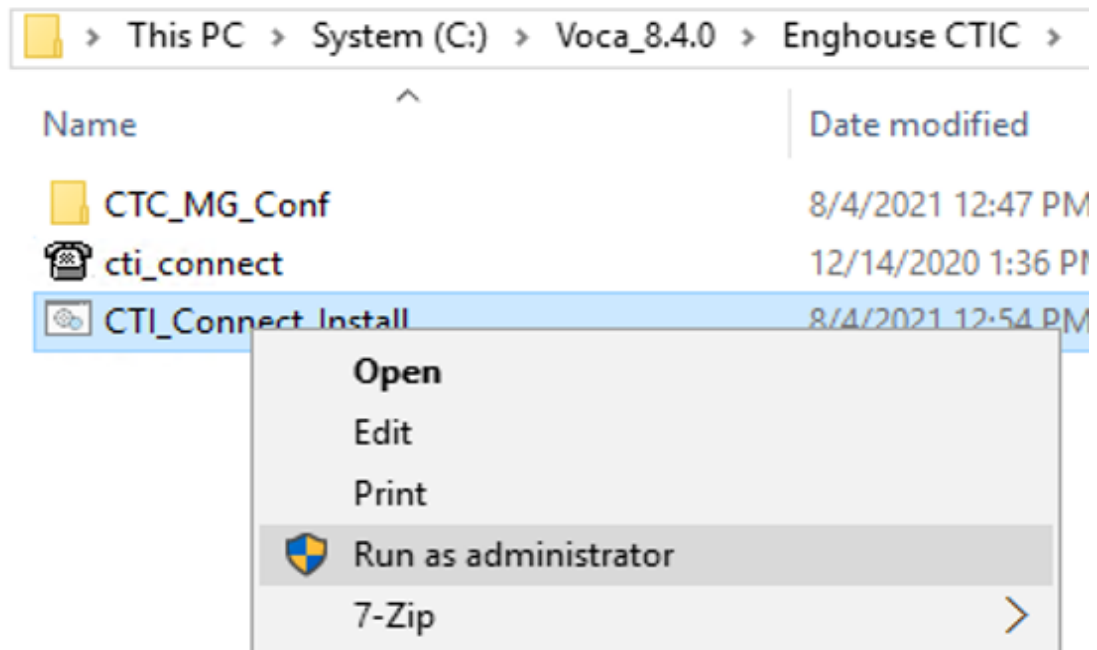 This PC > System (C:) > Voca_8.4.0 > Enghouse CTIC >
Name Date modified
CTC_MG_Conf 8/4/2021 12:47 PM
cti_connect 12/14/2020 1:36 PM
CTI_Connect_Install 8/4/2021 12:54 PM
Open
Edit
Print
Run as administrator
7-Zip >